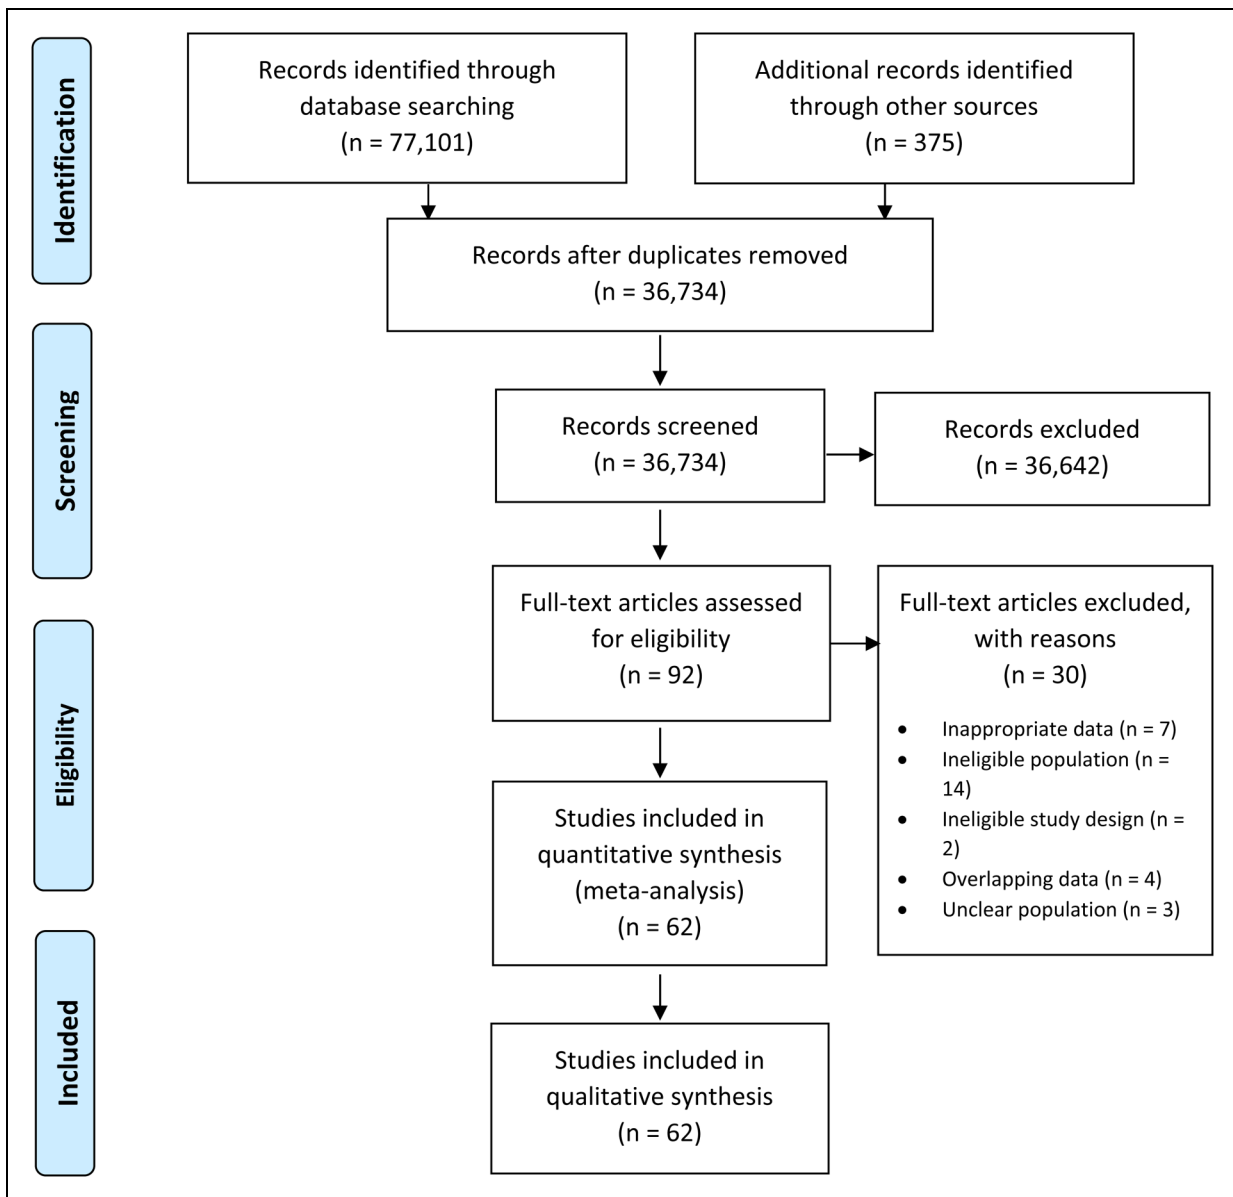 Identification
Records identified through
database searching
(n = 77,101)
Additional records identified
through other sources
(n = 375)
Records after duplicates removed
(n = 36,734)
Screening
Records screened
(n = 36,734)
Records excluded
(n = 36,642)
Eligibility
Full-text articles assessed
for eligibility
(n = 92)
Full-text articles excluded,
with reasons
(n = 30)
• Inappropriate data (n = 7)
• Ineligible population (n =
14)
• Ineligible study design (n =
2)
• Overlapping data (n = 4)
• Unclear population (n = 3)
Studies included in
quantitative synthesis
(meta-analysis)
(n = 62)
Included
Studies included in
qualitative synthesis
(n = 62)